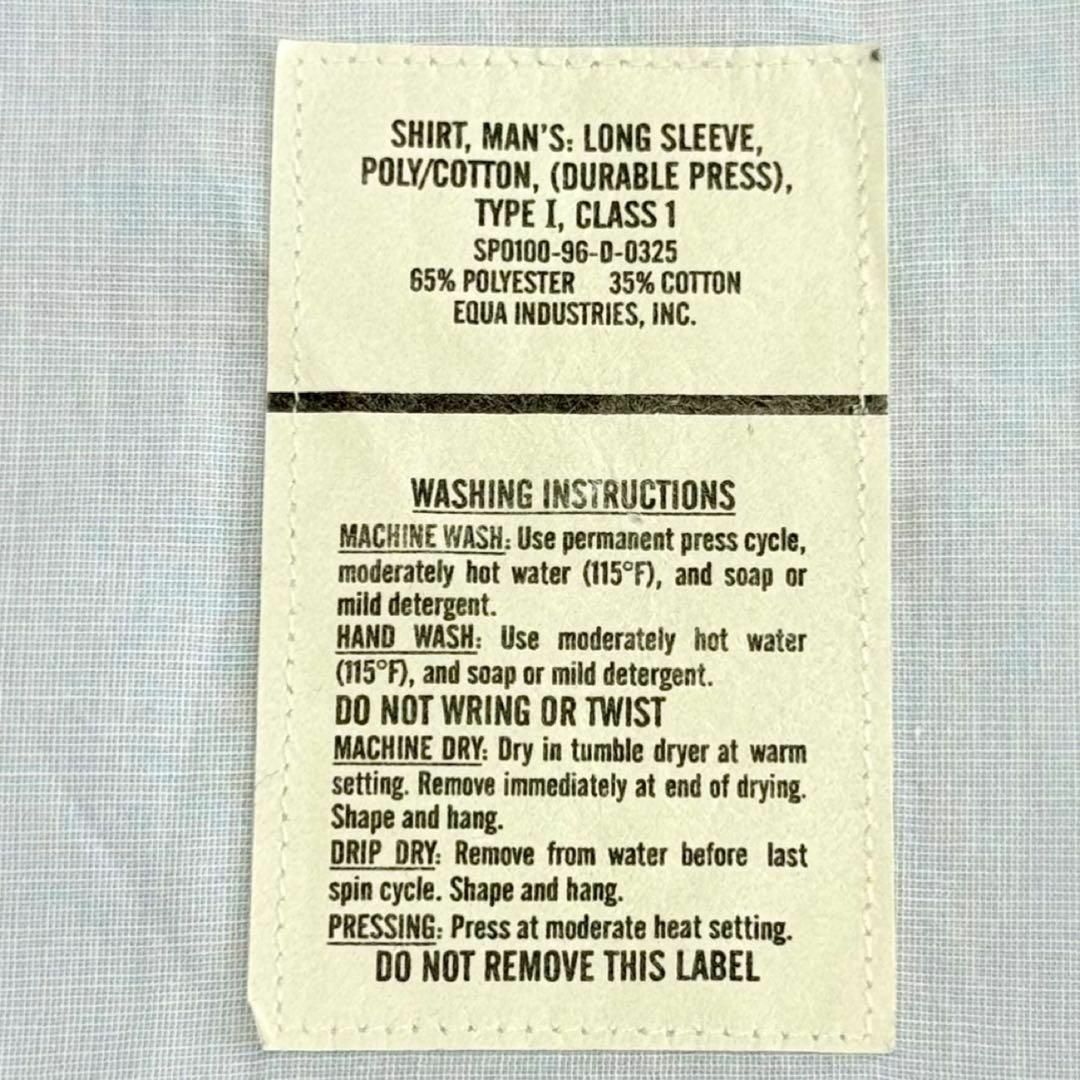 SHIRT, MAN'S: LONG SLEEVE,
POLY/COTTON, (DURABLE PRESS),
TYPE I, CLASS 1
SPO100-96-D-0325
65% POLYESTER 35% COTTON
EQUA INDUSTRIES, INC.
WASHING INSTRUCTIONS
MACHINE WASH: Use permanent press cycle,
moderately hot water (115°F), and soap or
mild detergent.
HAND WASH: Use moderately hot water
(115°F), and soap or mild detergent.
DO NOT WRING OR TWIST
MACHINE DRY: Dry in tumble dryer at warm
setting. Remove immediately at end of drying.
Shape and hang.
DRIP DRY: Remove from water before last
spin cycle. Shape and hang.
PRESSING: Press at moderate heat setting.
DO NOT REMOVE THIS LABEL